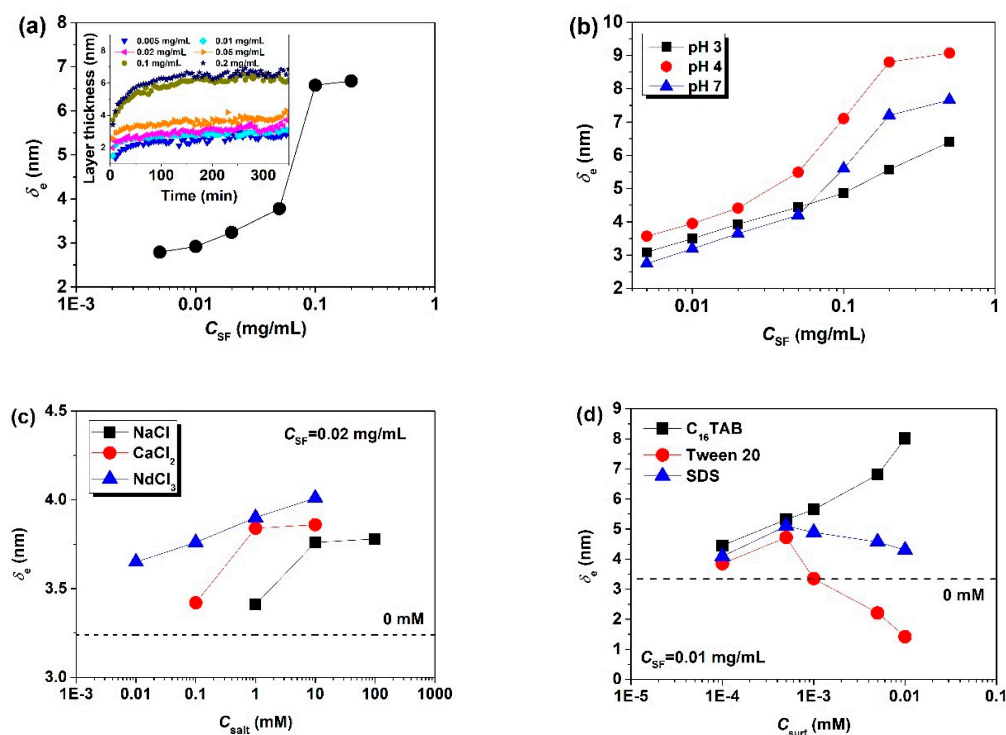 (a)
8
7
6
5
4
3
2
δe (nm)
0.005 mg/mL 0.01 mg/mL
0.02 mg/mL 0.05 mg/mL
0.1 mg/mL 0.2 mg/mL
Layer thickness (nm)
8
6
4
2
0
0 100 200 300
Time (min)
1E-3 0.01 0.1 1
CSF (mg/mL)
(b)
10
9
8
7
6
5
4
3
2
δe (nm)
pH 3
pH 4
pH 7
0.01 0.1 1
CSF (mg/mL)
(c)
4.5
4.0
3.5
3.0
δe (nm)
NaCl
CaCl2
NdCl3
CSF=0.02 mg/mL
0 mM
1E-3 0.01 0.1 1 10 100 1000
Csalt (mM)
(d)
9
8
7
6
5
4
3
2
1
0
δe (nm)
C16TAB
Tween 20
SDS
0 mM
CSF=0.01 mg/mL
1E-5 1E-4 1E-3 0.01 0.1
Csurf (mM)